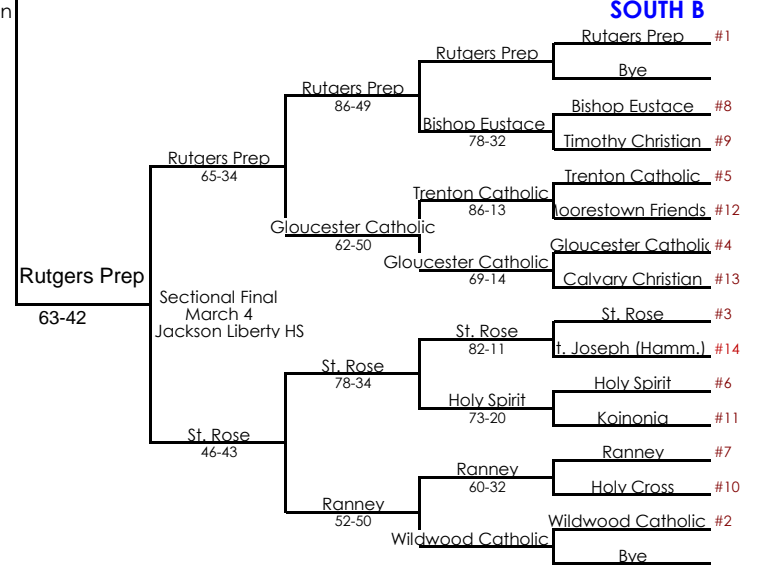 SOUTH B
n
Rutgers Prep #1
Rutgers Prep
Bye
Rutgers Prep
86-49
Bishop Eustace #8
Bishop Eustace
78-32
Timothy Christian #9
Rutgers Prep
65-34
Trenton Catholic #5
Trenton Catholic
86-13
oorestown Friends #12
Gloucester Catholic
62-50
Gloucester Catholic #4
Gloucester Catholic
69-14
Calvary Christian #13
Rutgers Prep
63-42
Sectional Final
March 4
Jackson Liberty HS
St. Rose #3
St. Rose
82-11
t. Joseph (Hamm.) #14
St. Rose
78-34
Holy Spirit #6
Holy Spirit
73-20
Koinonia #11
St. Rose
46-43
Ranney #7
Ranney
60-32
Holy Cross #10
Ranney
52-50
Wildwood Catholic #2
Wildwood Catholic
Bye